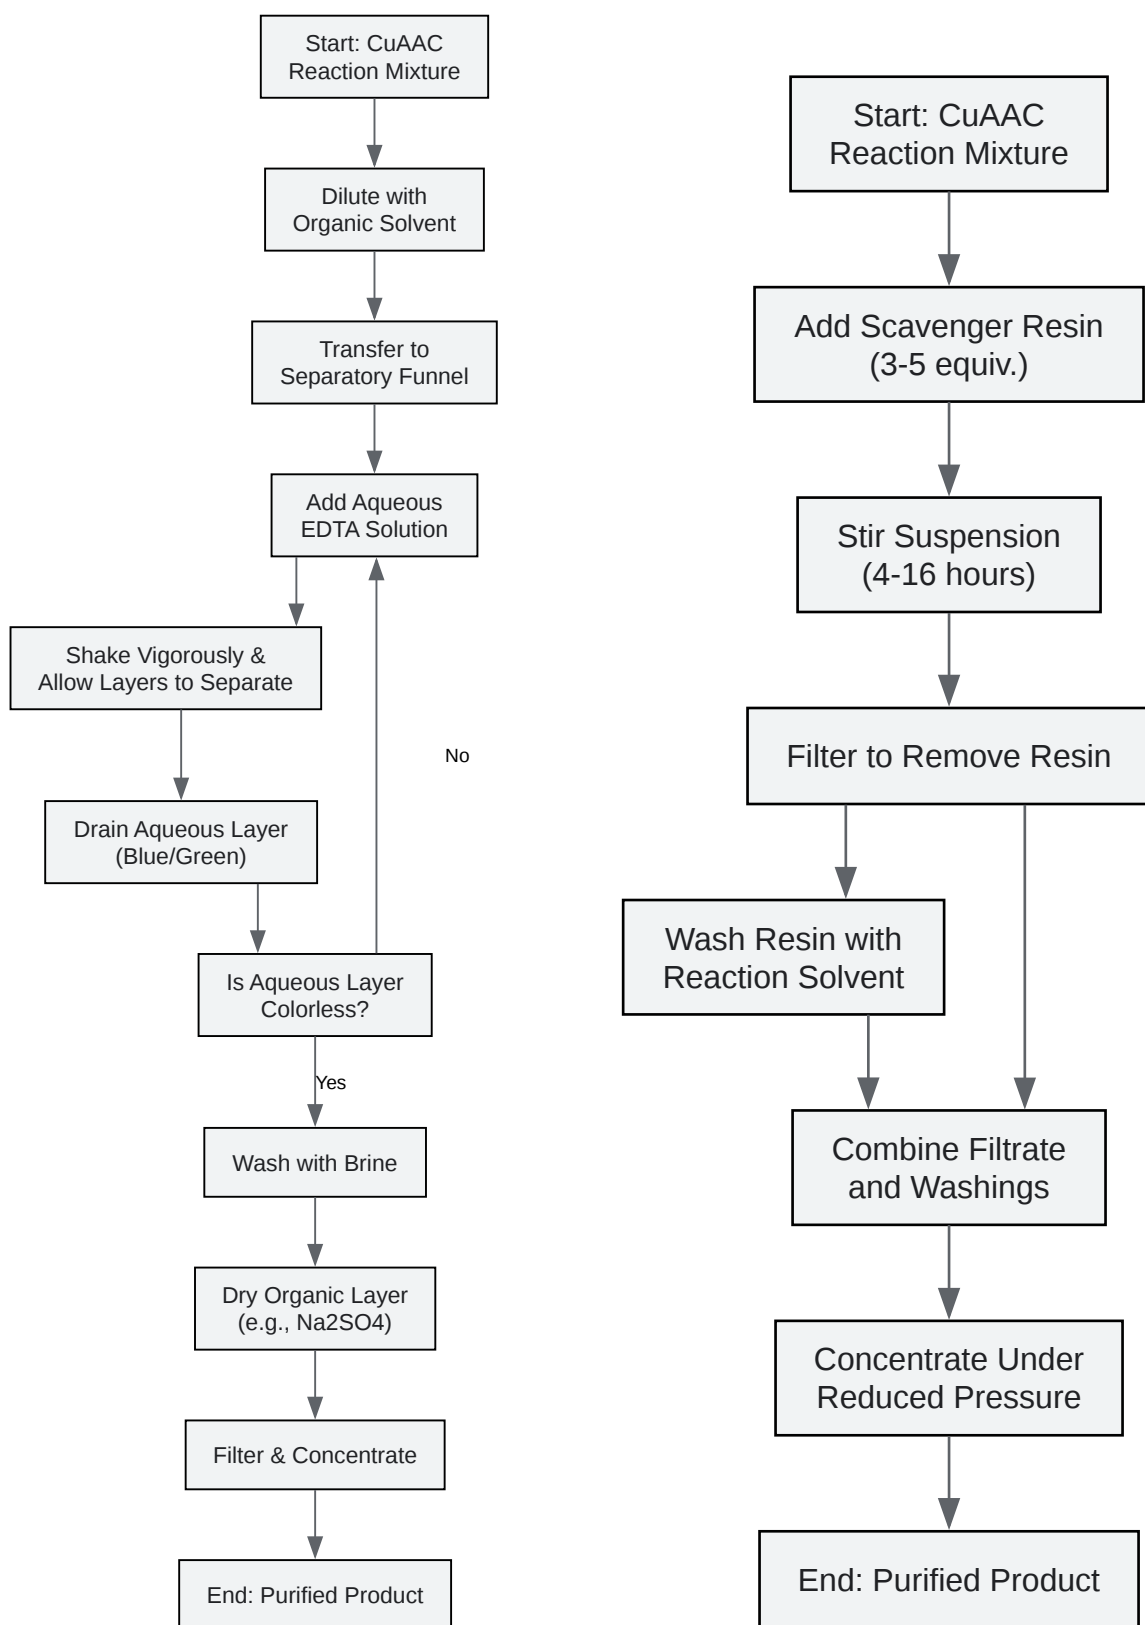 Start: CuAAC
Reaction Mixture
Dilute with
Organic Solvent
Transfer to
Separatory Funnel
Add Aqueous
EDTA Solution
Shake Vigorously &
Allow Layers to Separate
No
Drain Aqueous Layer
(Blue/Green)
Is Aqueous Layer
Colorless?
Yes
Wash with Brine
Dry Organic Layer
(e.g., Na2SO4)
Filter & Concentrate
End: Purified Product
Start: CuAAC
Reaction Mixture
Add Scavenger Resin
(3-5 equiv.)
Stir Suspension
(4-16 hours)
Filter to Remove Resin
Wash Resin with
Reaction Solvent
Combine Filtrate
and Washings
Concentrate Under
Reduced Pressure
End: Purified Product